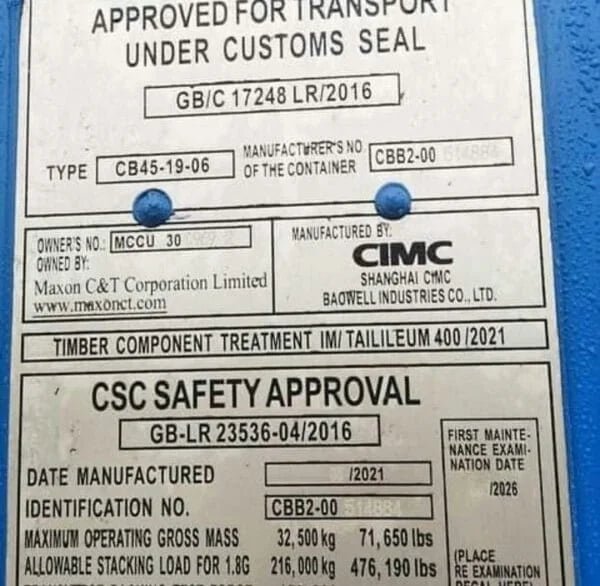 APPROVED FOR TRANSPORT
UNDER CUSTOMS SEAL
GB/C 17248 LR/2016
TYPE CB45-19-06
MANUFACTURER'S NO.
OF THE CONTAINER CBB2-00 514884
OWNER'S NO.: MCCU 30
OWNED BY:
Maxon C&T Corporation Limited
www.maxonct.com
MANUFACTURED BY:
CIMC
SHANGHAI CIMC
BAOWELL INDUSTRIES CO., LTD.
TIMBER COMPONENT TREATMENT IM/ TAILILEUM 400 /2021
CSC SAFETY APPROVAL
GB-LR 23536-04/2016
DATE MANUFACTURED /2021
IDENTIFICATION NO. CBB2-00 514884
MAXIMUM OPERATING GROSS MASS 32,500 kg 71,650 lbs
ALLOWABLE STACKING LOAD FOR 1.8G 216,000 kg 476,190 lbs
FIRST MAINTE-
NANCE EXAMI-
NATION DATE
/2026
(PLACE
RE EXAMINATION